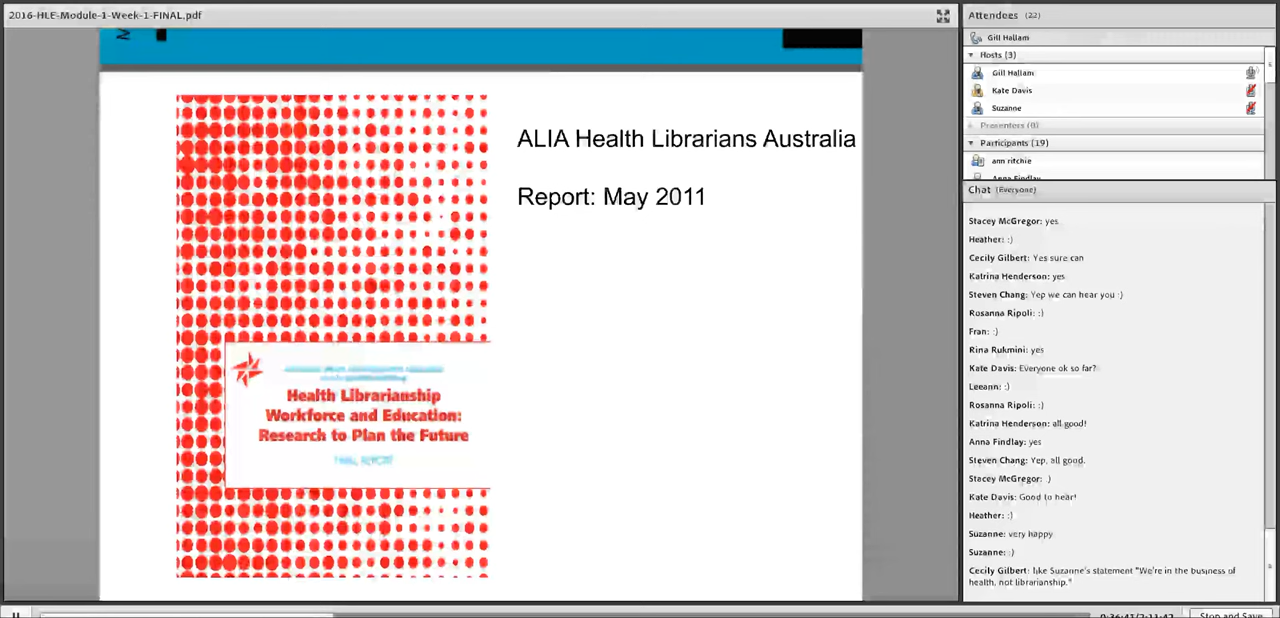 2016-HLE-Module-1-Week-1-FINAL.pdf
ALIA Health Librarians Australia
Report: May 2011
Health Librarianship
Workforce and Education:
Research to Plan the Future
FINAL REPORT
Attendees (22)
Gill Hallam
Hosts (3)
Gill Hallam
Kate Davis
Suzanne
Presenters (0)
Participants (19)
ann ritchie
Anna Findlay
Chat (Everyone)
Stacey McGregor: yes
Heather: :)
Cecily Gilbert: Yes sure can
Katrina Henderson: yes
Steven Chang: Yep we can hear you :)
Rosanna Ripoli: :)
Fran: :)
Rina Rukmini: yes
Kate Davis: Everyone ok so far?
Leeann: :)
Rosanna Ripoli: :)
Katrina Henderson: all good!
Anna Findlay: yes
Steven Chang: Yep, all good.
Stacey McGregor: :)
Kate Davis: Good to hear!
Heather: :)
Suzanne: very happy
Suzanne: :)
Cecily Gilbert: like Suzanne's statement "We're in the business of
health, not librarianship."
Stop and Save